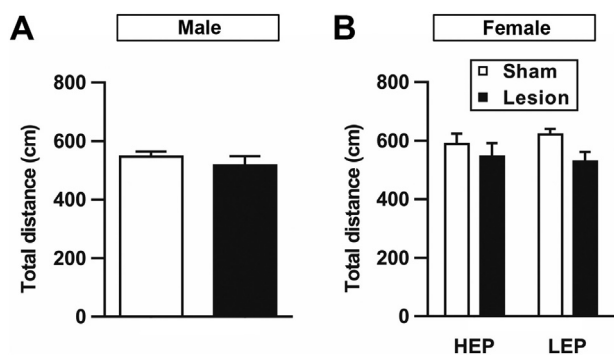 A
Male
Total distance (cm)
800
600
400
200
0
B
Female
Sham
Lesion
Total distance (cm)
800
600
400
200
0
HEP LEP